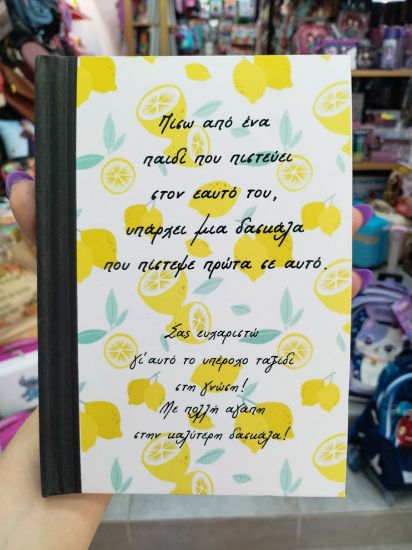 Πίσω από ένα
παιδί που πιστεύει
στον εαυτό του,
υπάρχει μια δασκάλα
που πίστεψε πρώτα σε αυτό.
Σας ευχαριστώ
γι' αυτό το υπέροχο ταξίδι
στη γνώση!
Με πολλή αγάπη
στην καλύτερη δασκάλα!